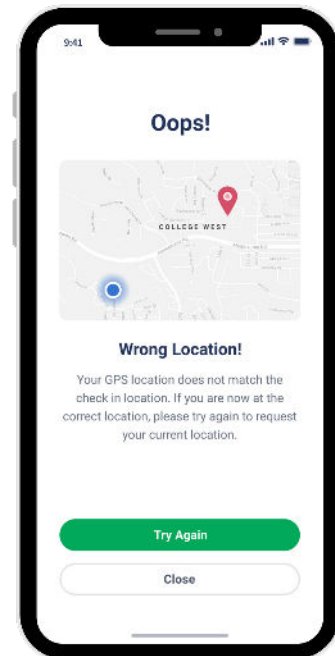 9:41
Oops!
COLLEGE WEST
Wrong Location!
Your GPS location does not match the
check in location. If you are now at the
correct location, please try again to request
your current location.
Try Again
Close